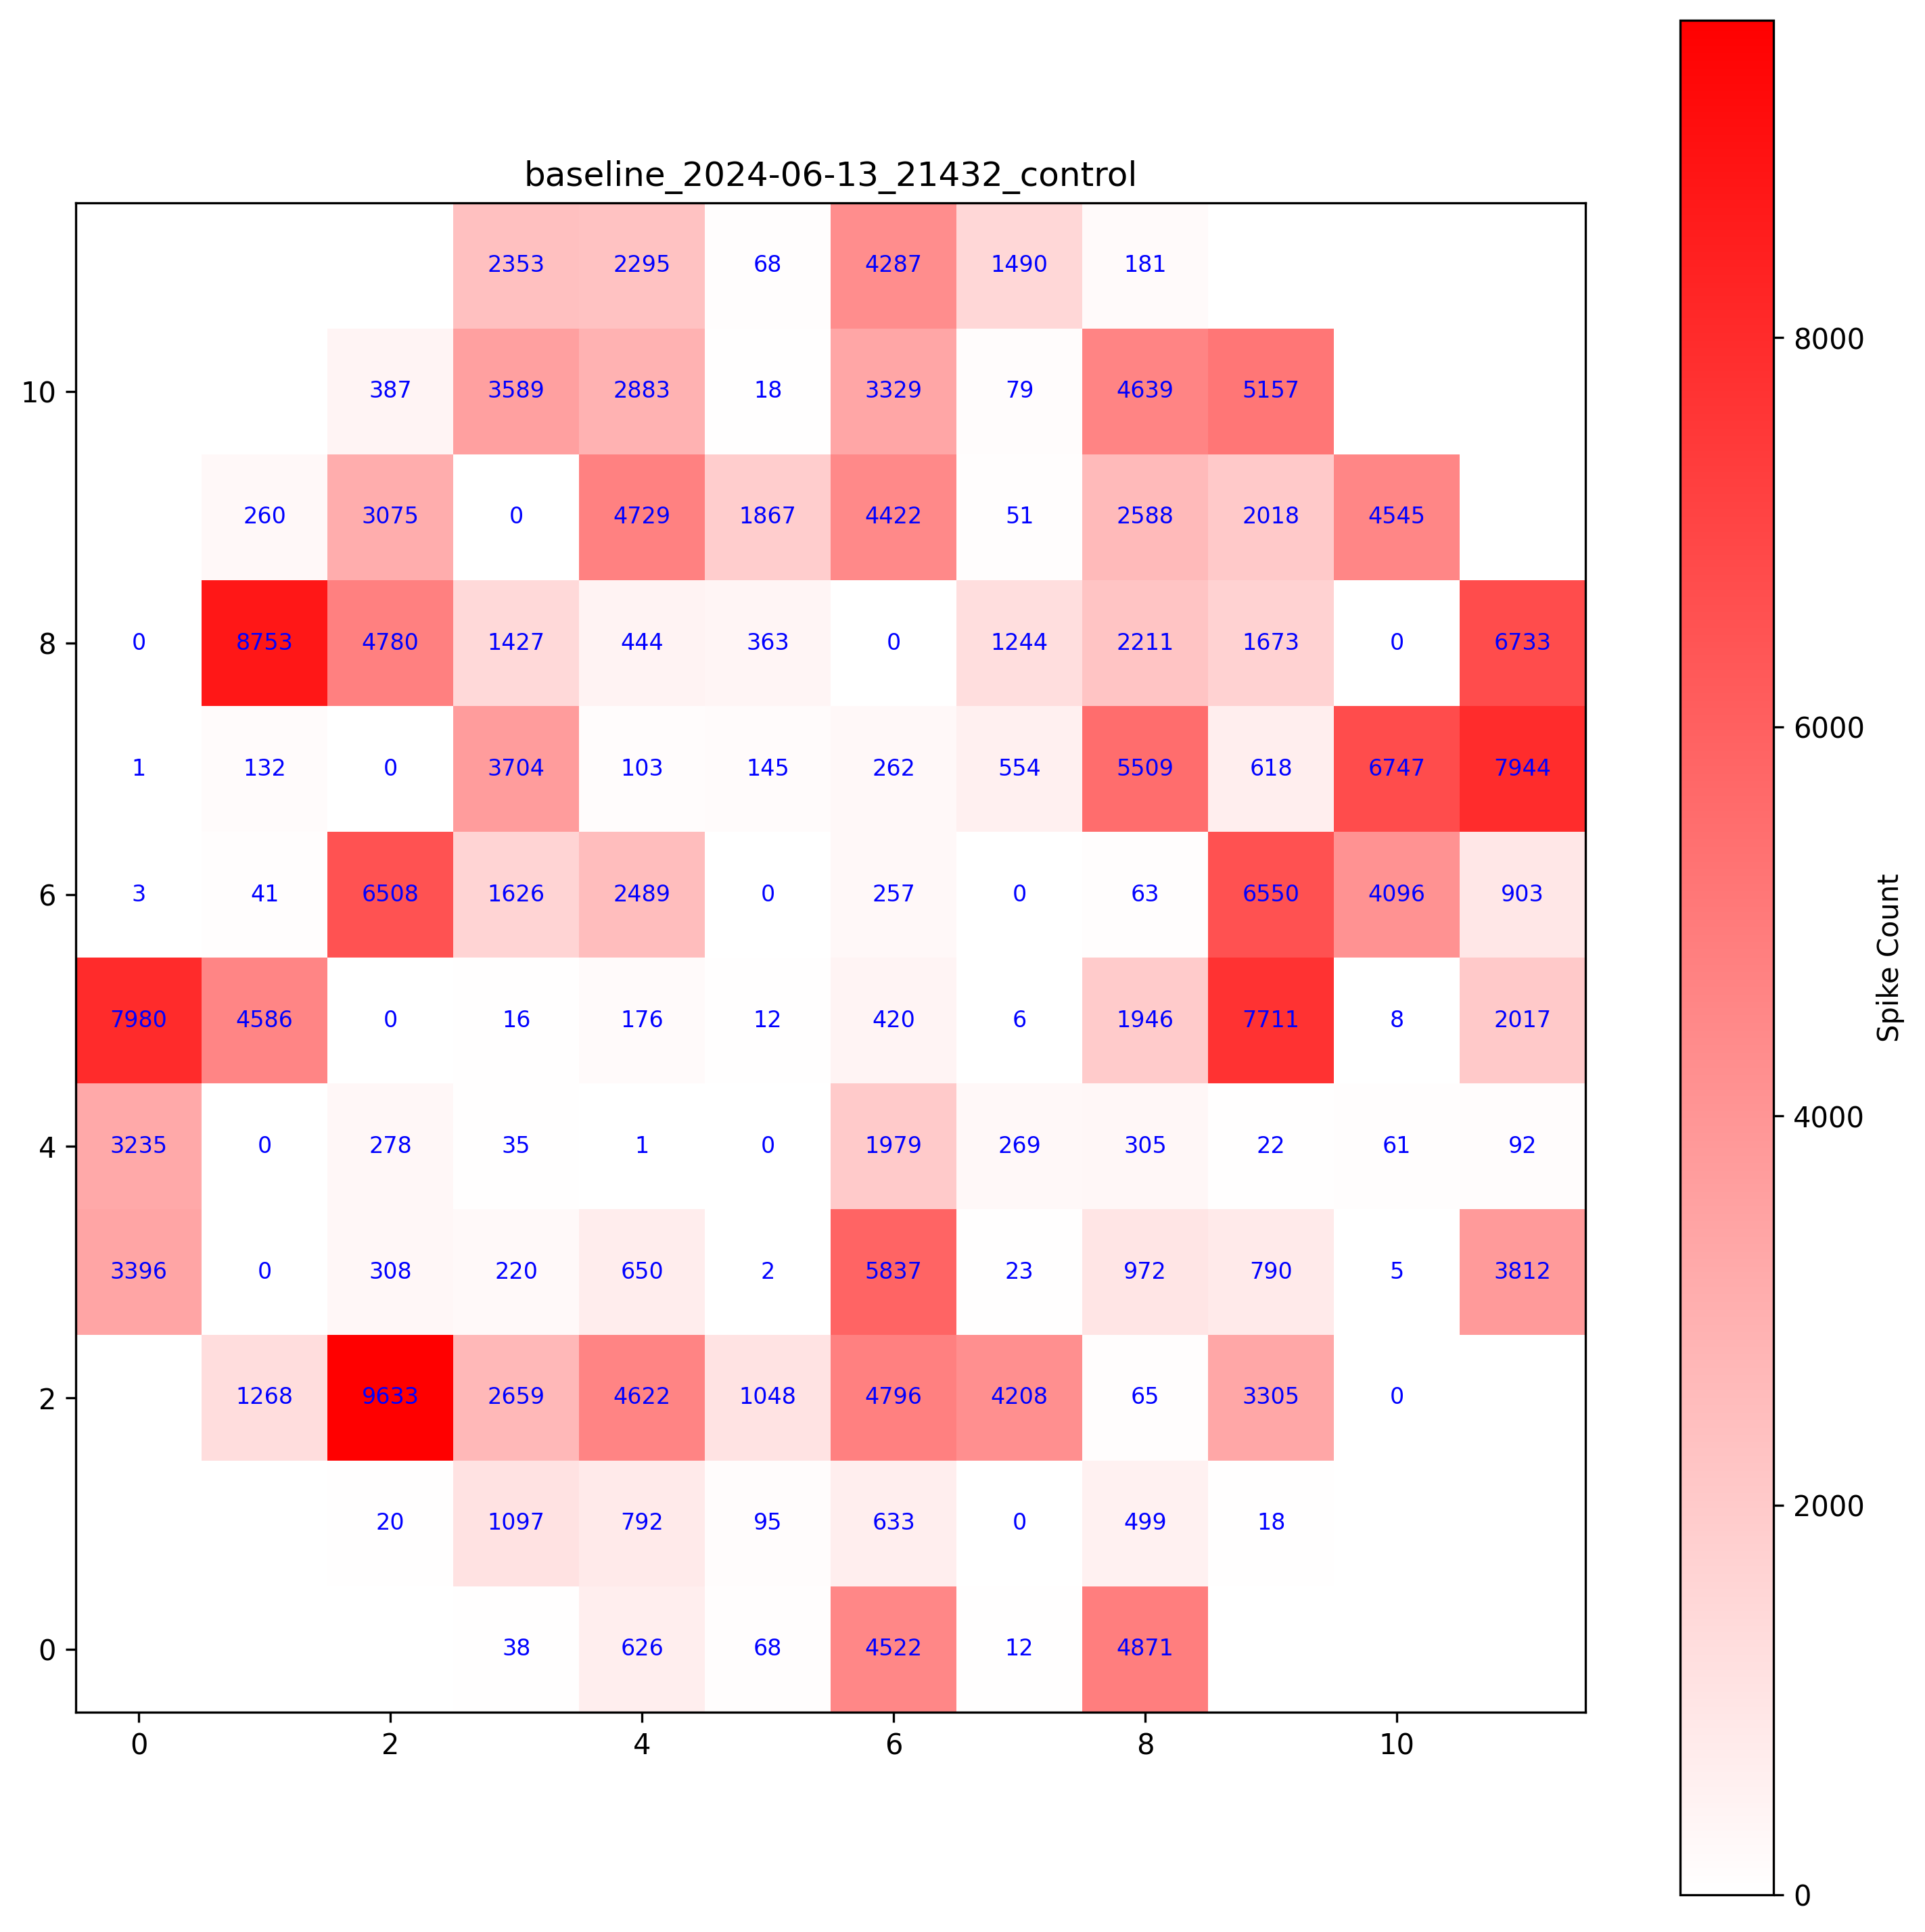 baseline_2024-06-13_21432_control
2353 2295 68 4287 1490 181
10 387 3589 2883 18 3329 79 4639 5157
260 3075 0 4729 1867 4422 51 2588 2018 4545
8 0 8753 4780 1427 444 363 0 1244 2211 1673 0 6733
1 132 0 3704 103 145 262 554 5509 618 6747 7944
6 3 41 6508 1626 2489 0 257 0 63 6550 4096 903
7980 4586 0 16 176 12 420 6 1946 7711 8 2017
4 3235 0 278 35 1 0 1979 269 305 22 61 92
3396 0 308 220 650 2 5837 23 972 790 5 3812
2 1268 9633 2659 4622 1048 4796 4208 65 3305 0
20 1097 792 95 633 0 499 18
0 38 626 68 4522 12 4871
0 2 4 6 8 10
8000
6000
4000
2000
0
Spike Count